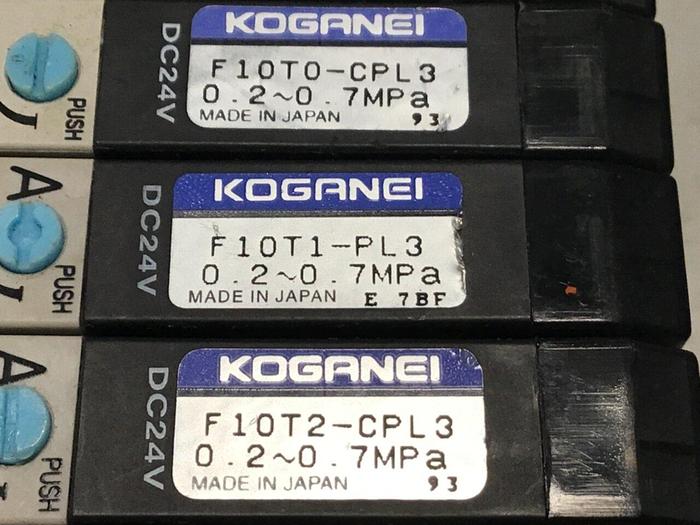 KOGANEI
F10T0-CPL3
0.2~0.7MPa
MADE IN JAPAN 93
DC24V
PUSH
KOGANEI
F10T1-PL3
0.2~0.7MPa
MADE IN JAPAN E 7BF
DC24V
A
PUSH
KOGANEI
F10T2-CPL3
0.2~0.7MPa
MADE IN JAPAN 93
DC24V
A
PUSH